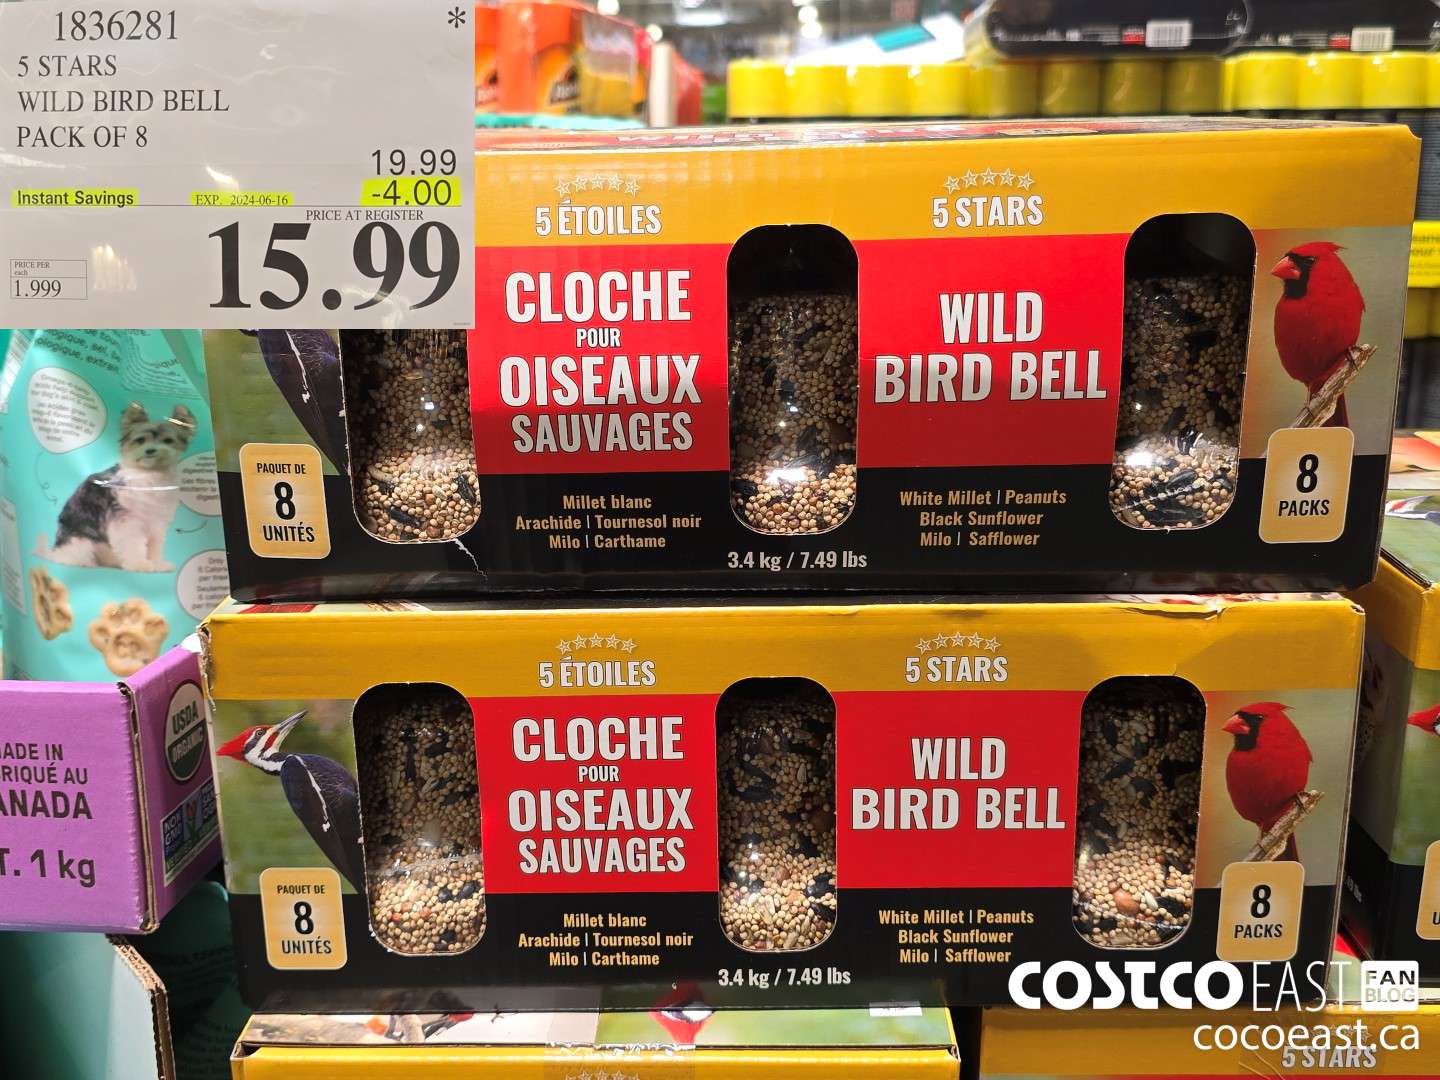 1836281 *
5 STARS
WILD BIRD BELL
PACK OF 8
19.99
Instant Savings EXP. 2024-06-16 -4.00
PRICE AT REGISTER
15.99
PRICE PER
each
1.999
5 ÉTOILES
CLOCHE
POUR
OISEAUX
SAUVAGES
PAQUET DE
8
UNITÉS
Millet blanc
Arachide | Tournesol noir
Milo | Carthame
5 STARS
WILD
BIRD BELL
White Millet | Peanuts
Black Sunflower
Milo | Safflower
8
PACKS
3.4 kg / 7.49 lbs
5 ÉTOILES
CLOCHE
POUR
OISEAUX
SAUVAGES
PAQUET DE
8
UNITÉS
Millet blanc
Arachide | Tournesol noir
Milo | Carthame
5 STARS
WILD
BIRD BELL
White Millet | Peanuts
Black Sunflower
Milo | Safflower
8
PACKS
3.4 kg / 7.49 lbs
USDA
ORGANIC
ADE IN
RIQUÉ AU
ANADA
T. 1 kg
5 STARS
COSTCO EAST FAN BLOG
cocoeast.ca